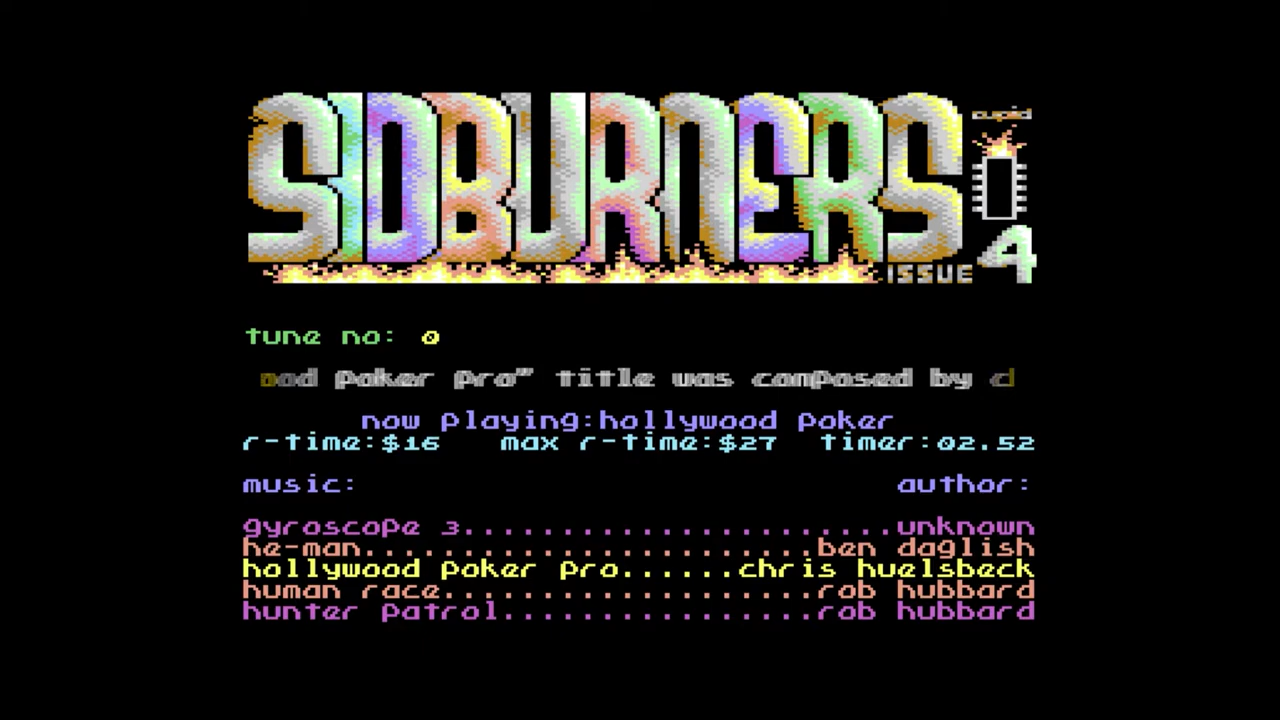 SIDBURNERS
cupid
ISSUE 4
tune no: 0
ood poker pro" title was composed by c
now playing:hollywood poker
r-time:$16 max r-time:$27 timer:02.52
music: author:
gyroscope 3......................unknown
he-man.......................ben daglish
hollywood poker pro......chris huelsbeck
human race...................rob hubbard
hunter patrol................rob hubbard